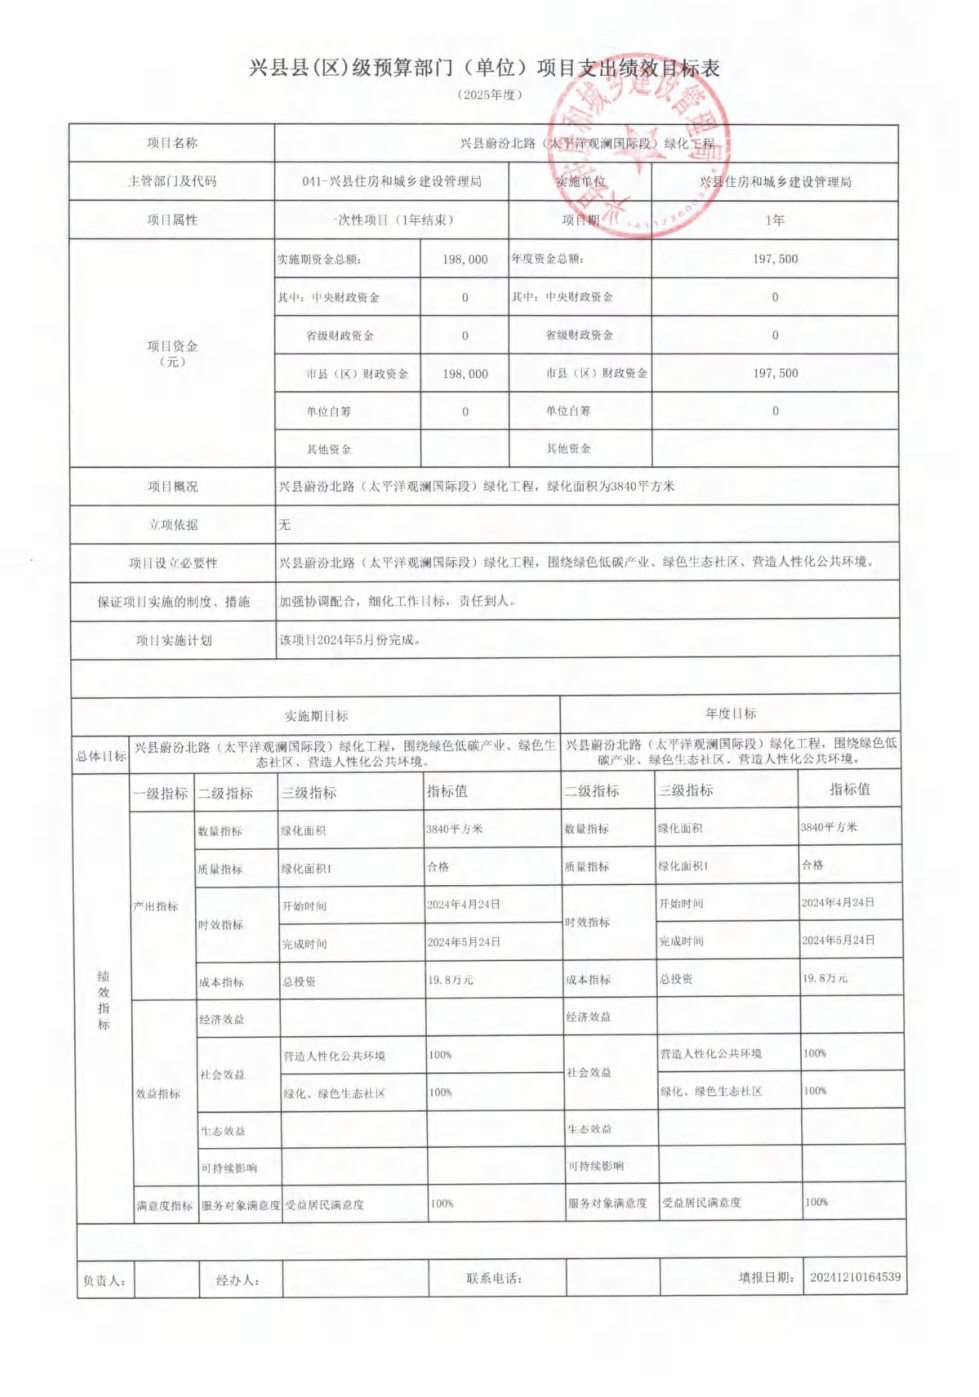 兴县县(区)级预算部门（单位）项目支出绩效目标表
（2025年度）
项目名称 兴县蔚汾北路（太平洋观澜国际段）绿化工程
主管部门及代码 041-兴县住房和城乡建设管理局 实施单位 兴县住房和城乡建设管理局
项目属性 一次性项目（1年结束） 项目期 1年
项目资金
（元）
实施期资金总额： 198,000 年度资金总额： 197,500
其中：中央财政资金 0 其中：中央财政资金 0
省级财政资金 0 省级财政资金 0
市县（区）财政资金 198,000 市县（区）财政资金 197,500
单位自筹 0 单位自筹 0
其他资金 其他资金
项目概况 兴县蔚汾北路（太平洋观澜国际段）绿化工程，绿化面积为3840平方米
立项依据 无
项目设立必要性 兴县蔚汾北路（太平洋观澜国际段）绿化工程，围绕绿色低碳产业、绿色生态社区、营造人性化公共环境。
保证项目实施的制度、措施 加强协调配合，细化工作目标，责任到人。
项目实施计划 该项目2024年5月份完成。
实施期目标 年度目标
总体目标 兴县蔚汾北路（太平洋观澜国际段）绿化工程，围绕绿色低碳产业、绿色生
态社区、营造人性化公共环境。
兴县蔚汾北路（太平洋观澜国际段）绿化工程，围绕绿色低
碳产业、绿色生态社区、营造人性化公共环境。
绩
效
指
标
一级指标 二级指标 三级指标 指标值 二级指标 三级指标 指标值
产出指标
数量指标 绿化面积 3840平方米 数量指标 绿化面积 3840平方米
质量指标 绿化面积1 合格 质量指标 绿化面积1 合格
时效指标 开始时间 2024年4月24日 时效指标 开始时间 2024年4月24日
完成时间 2024年5月24日 完成时间 2024年5月24日
成本指标 总投资 19.8万元 成本指标 总投资 19.8万元
效益指标
经济效益 经济效益
社会效益 营造人性化公共环境 100% 社会效益 营造人性化公共环境 100%
绿化、绿色生态社区 100% 绿化、绿色生态社区 100%
生态效益 生态效益
可持续影响 可持续影响
满意度指标 服务对象满意度 受益居民满意度 100% 服务对象满意度 受益居民满意度 100%
负责人： 经办人： 联系电话： 填报日期： 20241210164539
兴县住房和城乡建设管理局